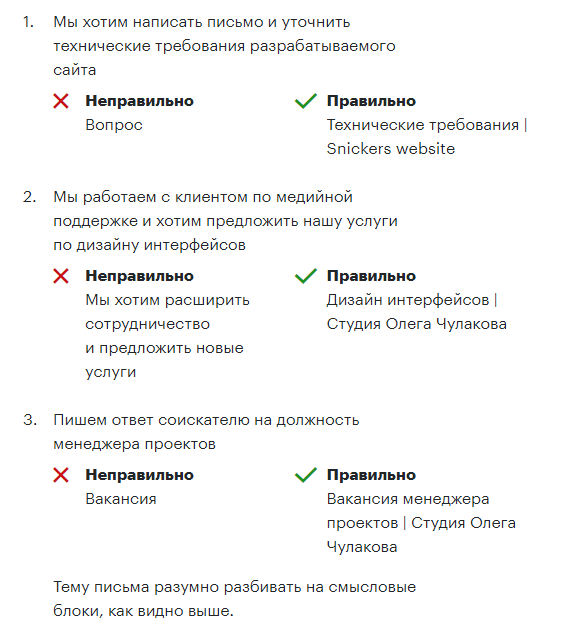 1. Мы хотим написать письмо и уточнить
технические требования разрабатываемого
сайта
Неправильно
Вопрос
Правильно
Технические требования |
Snickers website
2. Мы работаем с клиентом по медийной
поддержке и хотим предложить нашу услуги
по дизайну интерфейсов
Неправильно
Мы хотим расширить
сотрудничество
и предложить новые
услуги
Правильно
Дизайн интерфейсов |
Студия Олега Чулакова
3. Пишем ответ соискателю на должность
менеджера проектов
Неправильно
Вакансия
Правильно
Вакансия менеджера
проектов | Студия Олега
Чулакова
Тему письма разумно разбивать на смысловые
блоки, как видно выше.